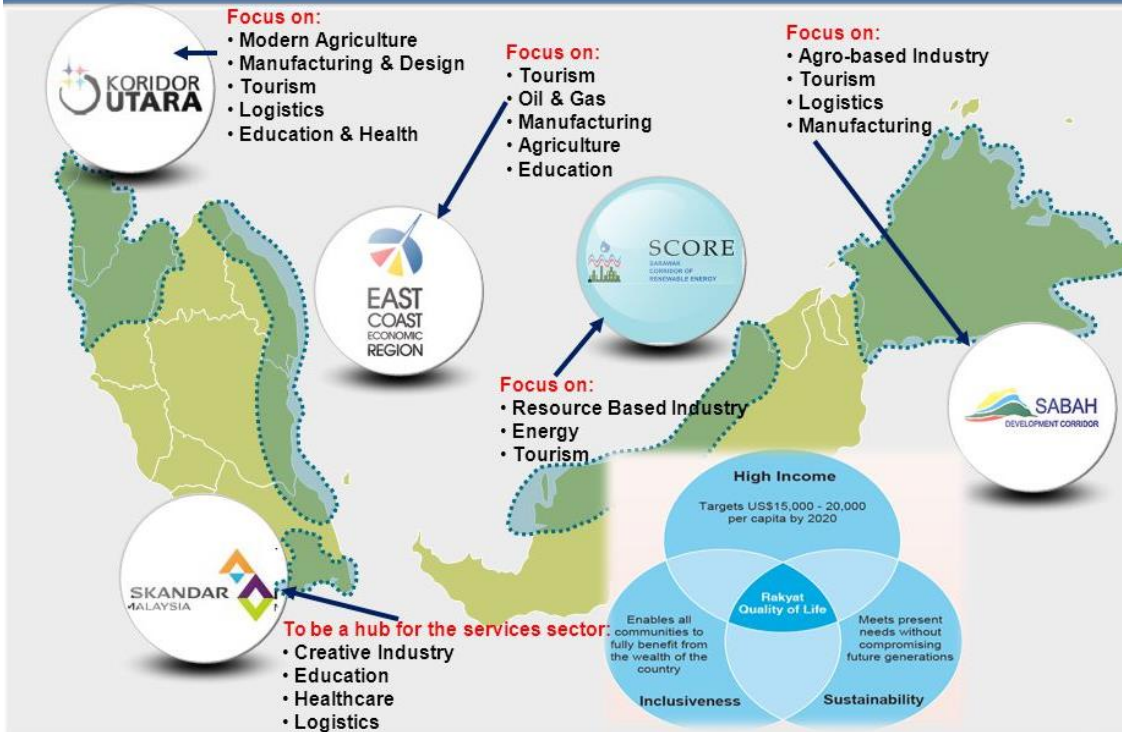 Focus on:
• Modern Agriculture
• Manufacturing & Design
• Tourism
• Logistics
• Education & Health
KORIDOR
UTARA
Focus on:
• Tourism
• Oil & Gas
• Manufacturing
• Agriculture
• Education
EAST
COAST
ECONOMIC
REGION
Focus on:
• Agro-based Industry
• Tourism
• Logistics
• Manufacturing
SCORE
SARAWAK
CORRIDOR OF
RENEWABLE ENERGY
Focus on:
• Resource Based Industry
• Energy
• Tourism
SABAH
DEVELOPMENT CORRIDOR
SKANDAR
MALAYSIA
To be a hub for the services sector:
• Creative Industry
• Education
• Healthcare
• Logistics
High Income
Targets US$15,000 - 20,000
per capita by 2020
Rakyat
Quality of Life
Enables all
communities to
fully benefit from
the wealth of the
country
Inclusiveness
Meets present
needs without
compromising
future generations
Sustainability